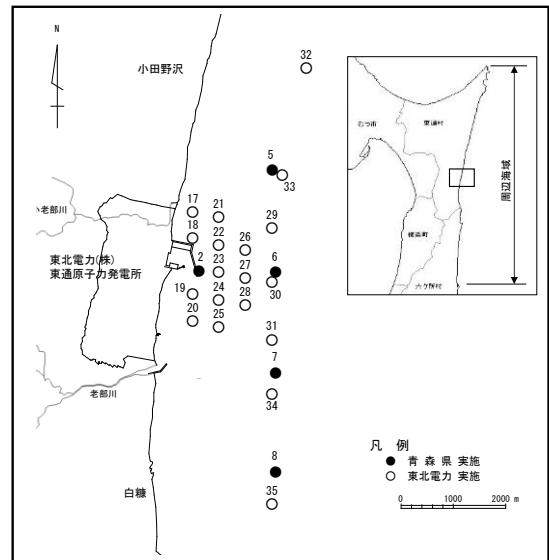 N
小田野沢
32
むつ市
東通村
横浜町
六ケ所村
周辺海域
5
33
17
21
小老部川
29
18
22
26
東北電力(株)
東通原子力発電所
2
23
27
6
30
19
24
28
20
25
31
7
34
老部川
8
35
白糠
凡 例
● 青 森 県 実施
○ 東北電力 実施
0 1000 2000 m